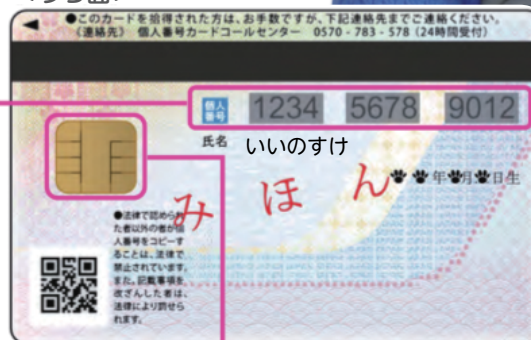 ●このカードを拾得された方は、お手数ですが、下記連絡先までご連絡ください。
《連絡先》 個人番号カードコールセンター 0570-783-578 (24時間受付)
個人番号 1234 5678 9012
氏名 いいのすけ
年 月 日生
みほん
●法律で認められ
た者以外の者が個
人番号をコピーす
ることは、法律で
禁止されています。
また、記載事項を
改ざんした者は、
法律により罰せら
れます。